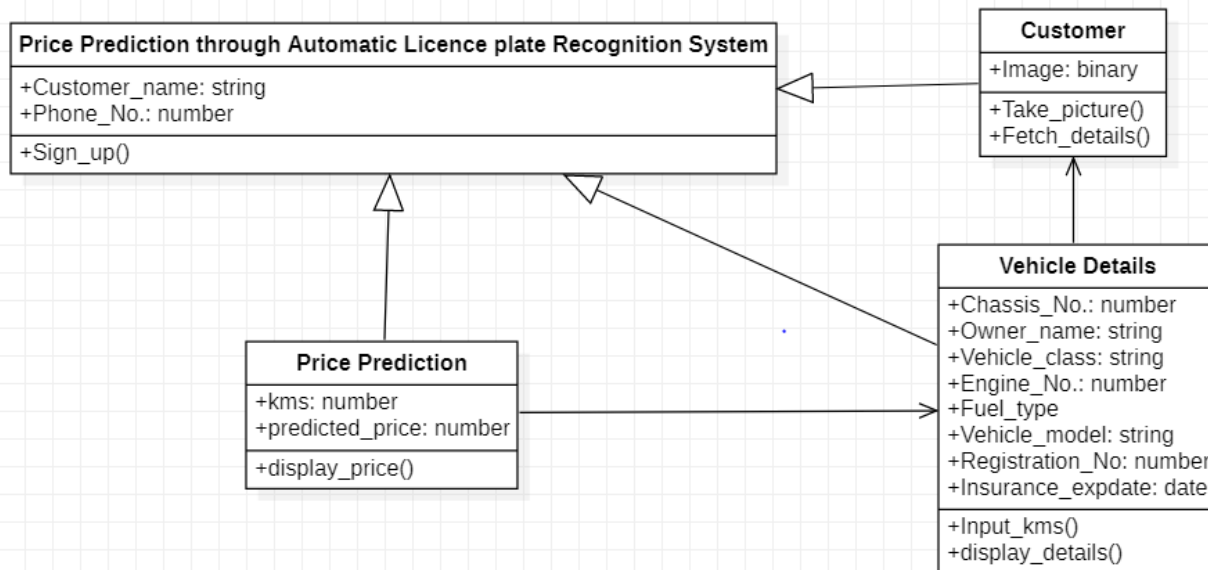 Price Prediction through Automatic Licence plate Recognition System
+Customer_name: string
+Phone_No.: number
+Sign_up()
Customer
+Image: binary
+Take_picture()
+Fetch_details()
Price Prediction
+kms: number
+predicted_price: number
+display_price()
Vehicle Details
+Chassis_No.: number
+Owner_name: string
+Vehicle_class: string
+Engine_No.: number
+Fuel_type
+Vehicle_model: string
+Registration_No: number
+Insurance_expdate: date
+Input_kms()
+display_details()